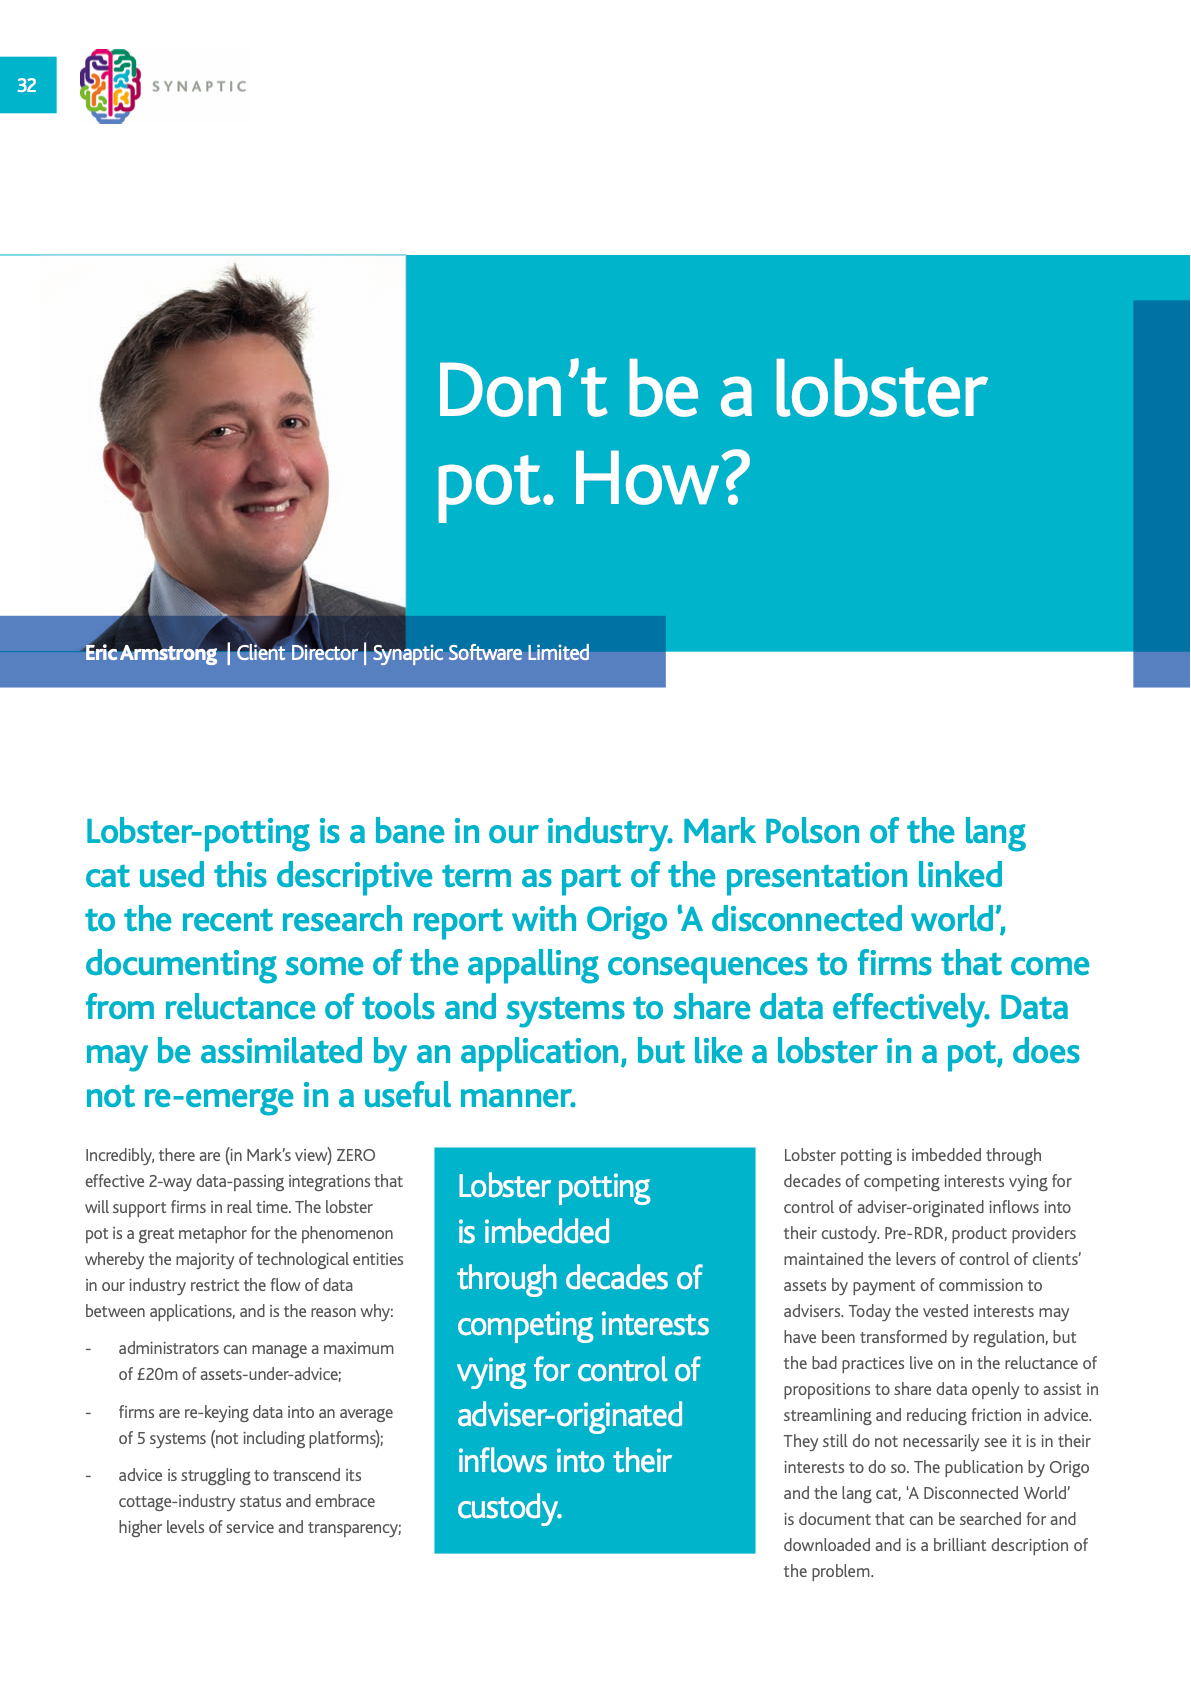 32
SYNAPTIC
Don’t be a lobster
pot. How?
Eric Armstrong | Client Director | Synaptic Software Limited
Lobster-potting is a bane in our industry. Mark Polson of the lang
cat used this descriptive term as part of the presentation linked
to the recent research report with Origo ‘A disconnected world’,
documenting some of the appalling consequences to firms that come
from reluctance of tools and systems to share data effectively. Data
may be assimilated by an application, but like a lobster in a pot, does
not re-emerge in a useful manner.
Incredibly, there are (in Mark’s view) ZERO
effective 2-way data-passing integrations that
will support firms in real time. The lobster
pot is a great metaphor for the phenomenon
whereby the majority of technological entities
in our industry restrict the flow of data
between applications, and is the reason why:
- administrators can manage a maximum
of £20m of assets-under-advice;
- firms are re-keying data into an average
of 5 systems (not including platforms);
- advice is struggling to transcend its
cottage-industry status and embrace
higher levels of service and transparency;
Lobster potting
is imbedded
through decades of
competing interests
vying for control of
adviser-originated
inflows into their
custody.
Lobster potting is imbedded through
decades of competing interests vying for
control of adviser-originated inflows into
their custody. Pre-RDR, product providers
maintained the levers of control of clients’
assets by payment of commission to
advisers. Today the vested interests may
have been transformed by regulation, but
the bad practices live on in the reluctance of
propositions to share data openly to assist in
streamlining and reducing friction in advice.
They still do not necessarily see it is in their
interests to do so. The publication by Origo
and the lang cat, ‘A Disconnected World’
is document that can be searched for and
downloaded and is a brilliant description of
the problem.